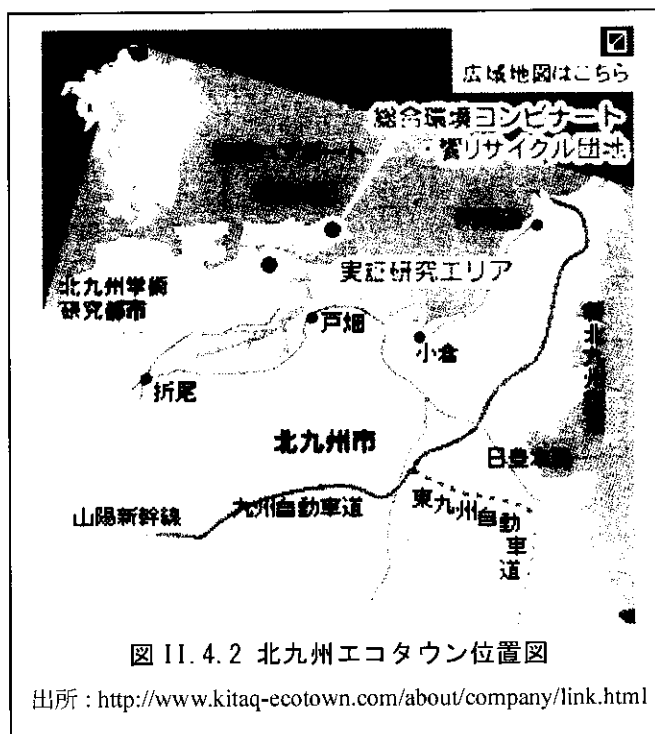 広域地図はこちら
総合環境コンビナート
・響リサイクル団地
北九州学術
研究都市
実証研究エリア
戸畑
小倉
折尾
北九州市
山陽新幹線
九州自動車道
東九州自動車道
図 II.4.2 北九州エコタウン位置図
出所 : http://www.kitaq-ecotown.com/about/company/link.html